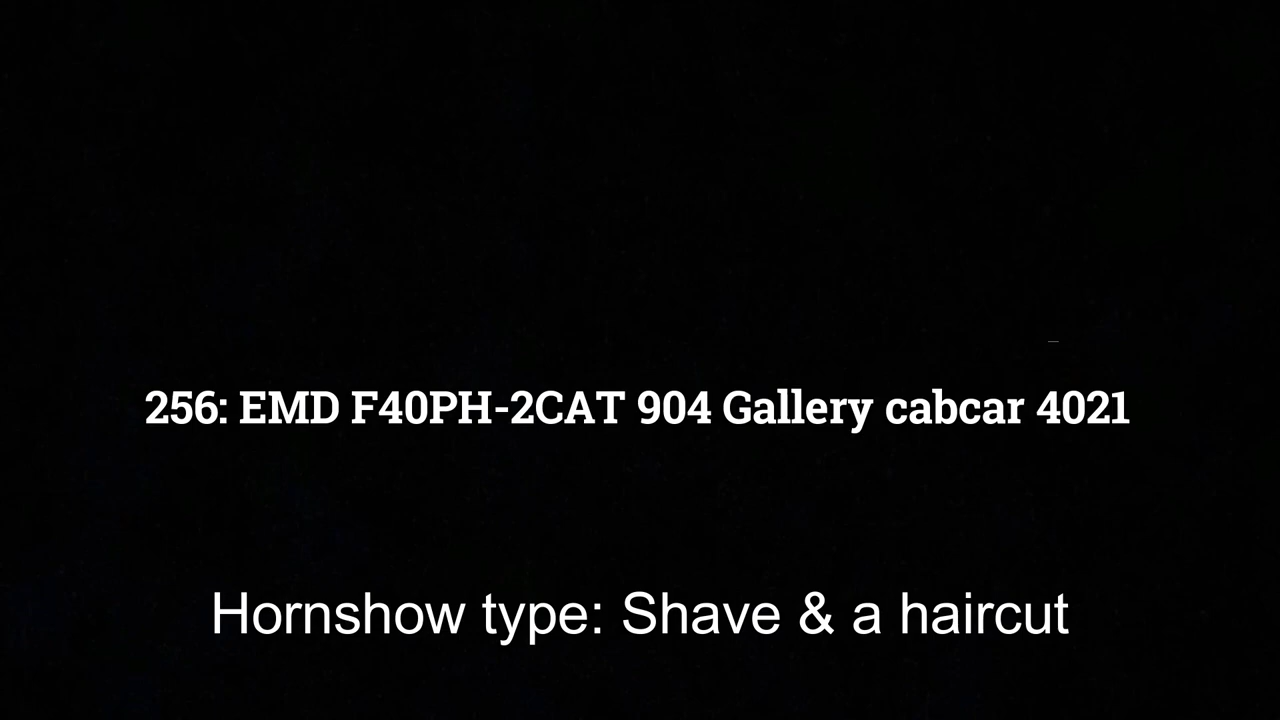 256: EMD F40PH-2CAT 904 Gallery cabcar 4021
Hornshow type: Shave & a haircut